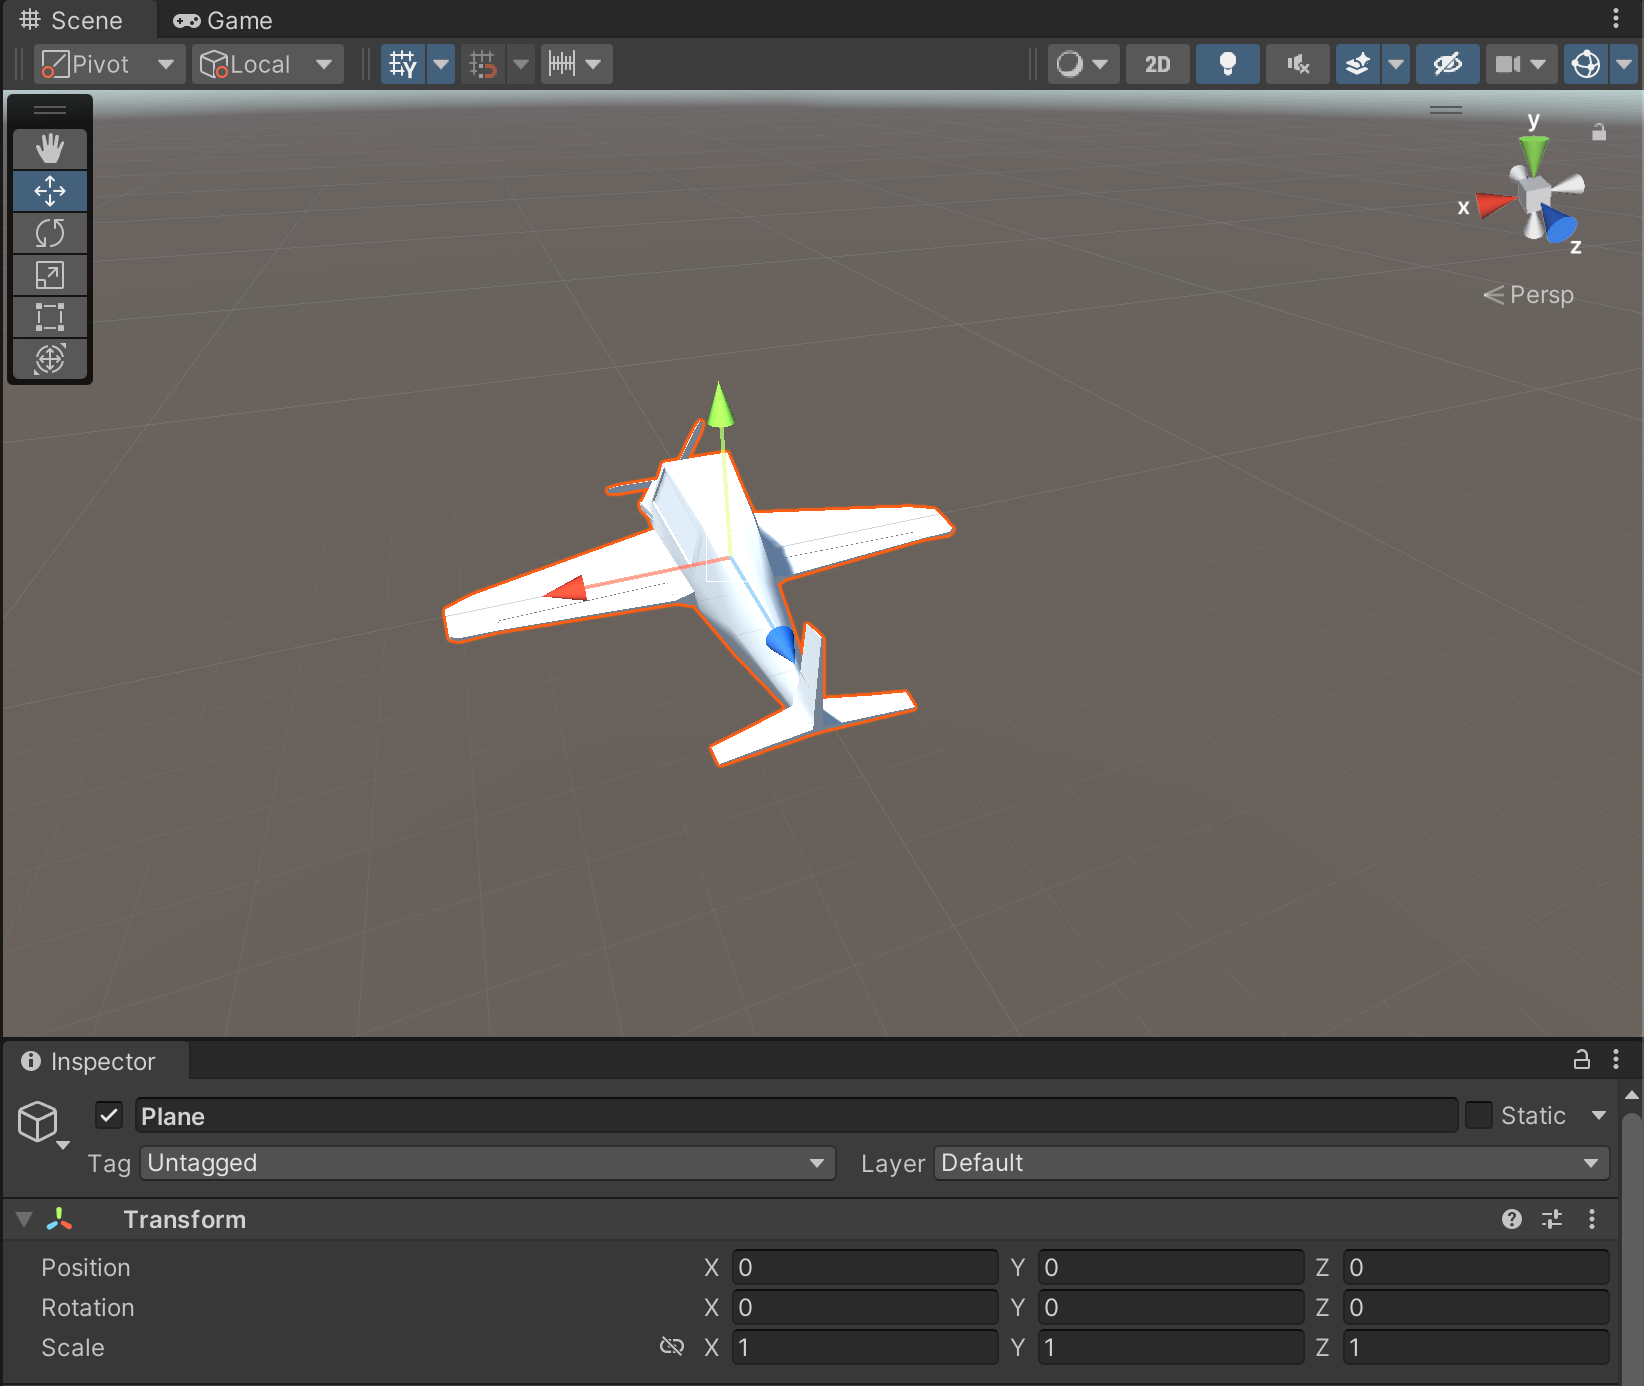 Scene Game
Pivot Local Y 2D
y
x
z
Persp
Inspector
Plane Static
Tag Untagged Layer Default
Transform
Position X 0 Y 0 Z 0
Rotation X 0 Y 0 Z 0
Scale X 1 Y 1 Z 1